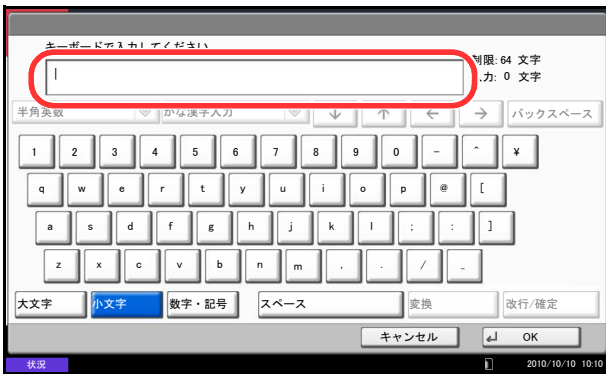 キーボードで入力してください。
制限: 64 文字
入力: 0 文字
半角英数 かな漢字入力 ↓ ↑ ← → バックスペース
1 2 3 4 5 6 7 8 9 0 - ^ ¥
q w e r t y u i o p @ [
a s d f g h j k l ; : ]
z x c v b n m , . / _
大文字 小文字 数字・記号 スペース 変換 改行/確定
キャンセル OK
状況 2010/10/10 10:10